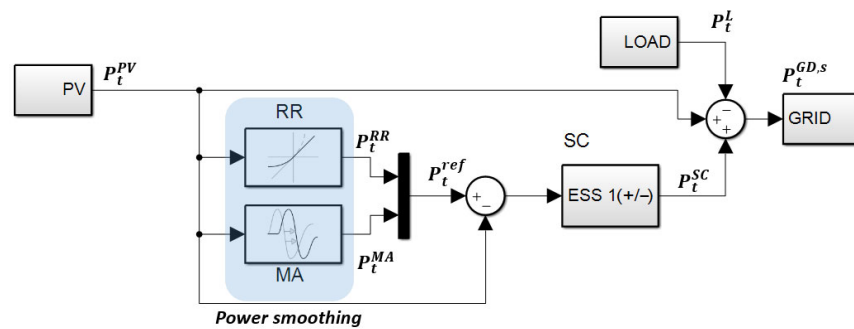 P_t^L
LOAD
P_t^{PV}
P_t^{GD,s}
PV
RR
− +
+
GRID
P_t^{RR}
SC
P_t^{ref}
+ −
ESS 1(+/−)
P_t^{SC}
P_t^{MA}
MA
Power smoothing